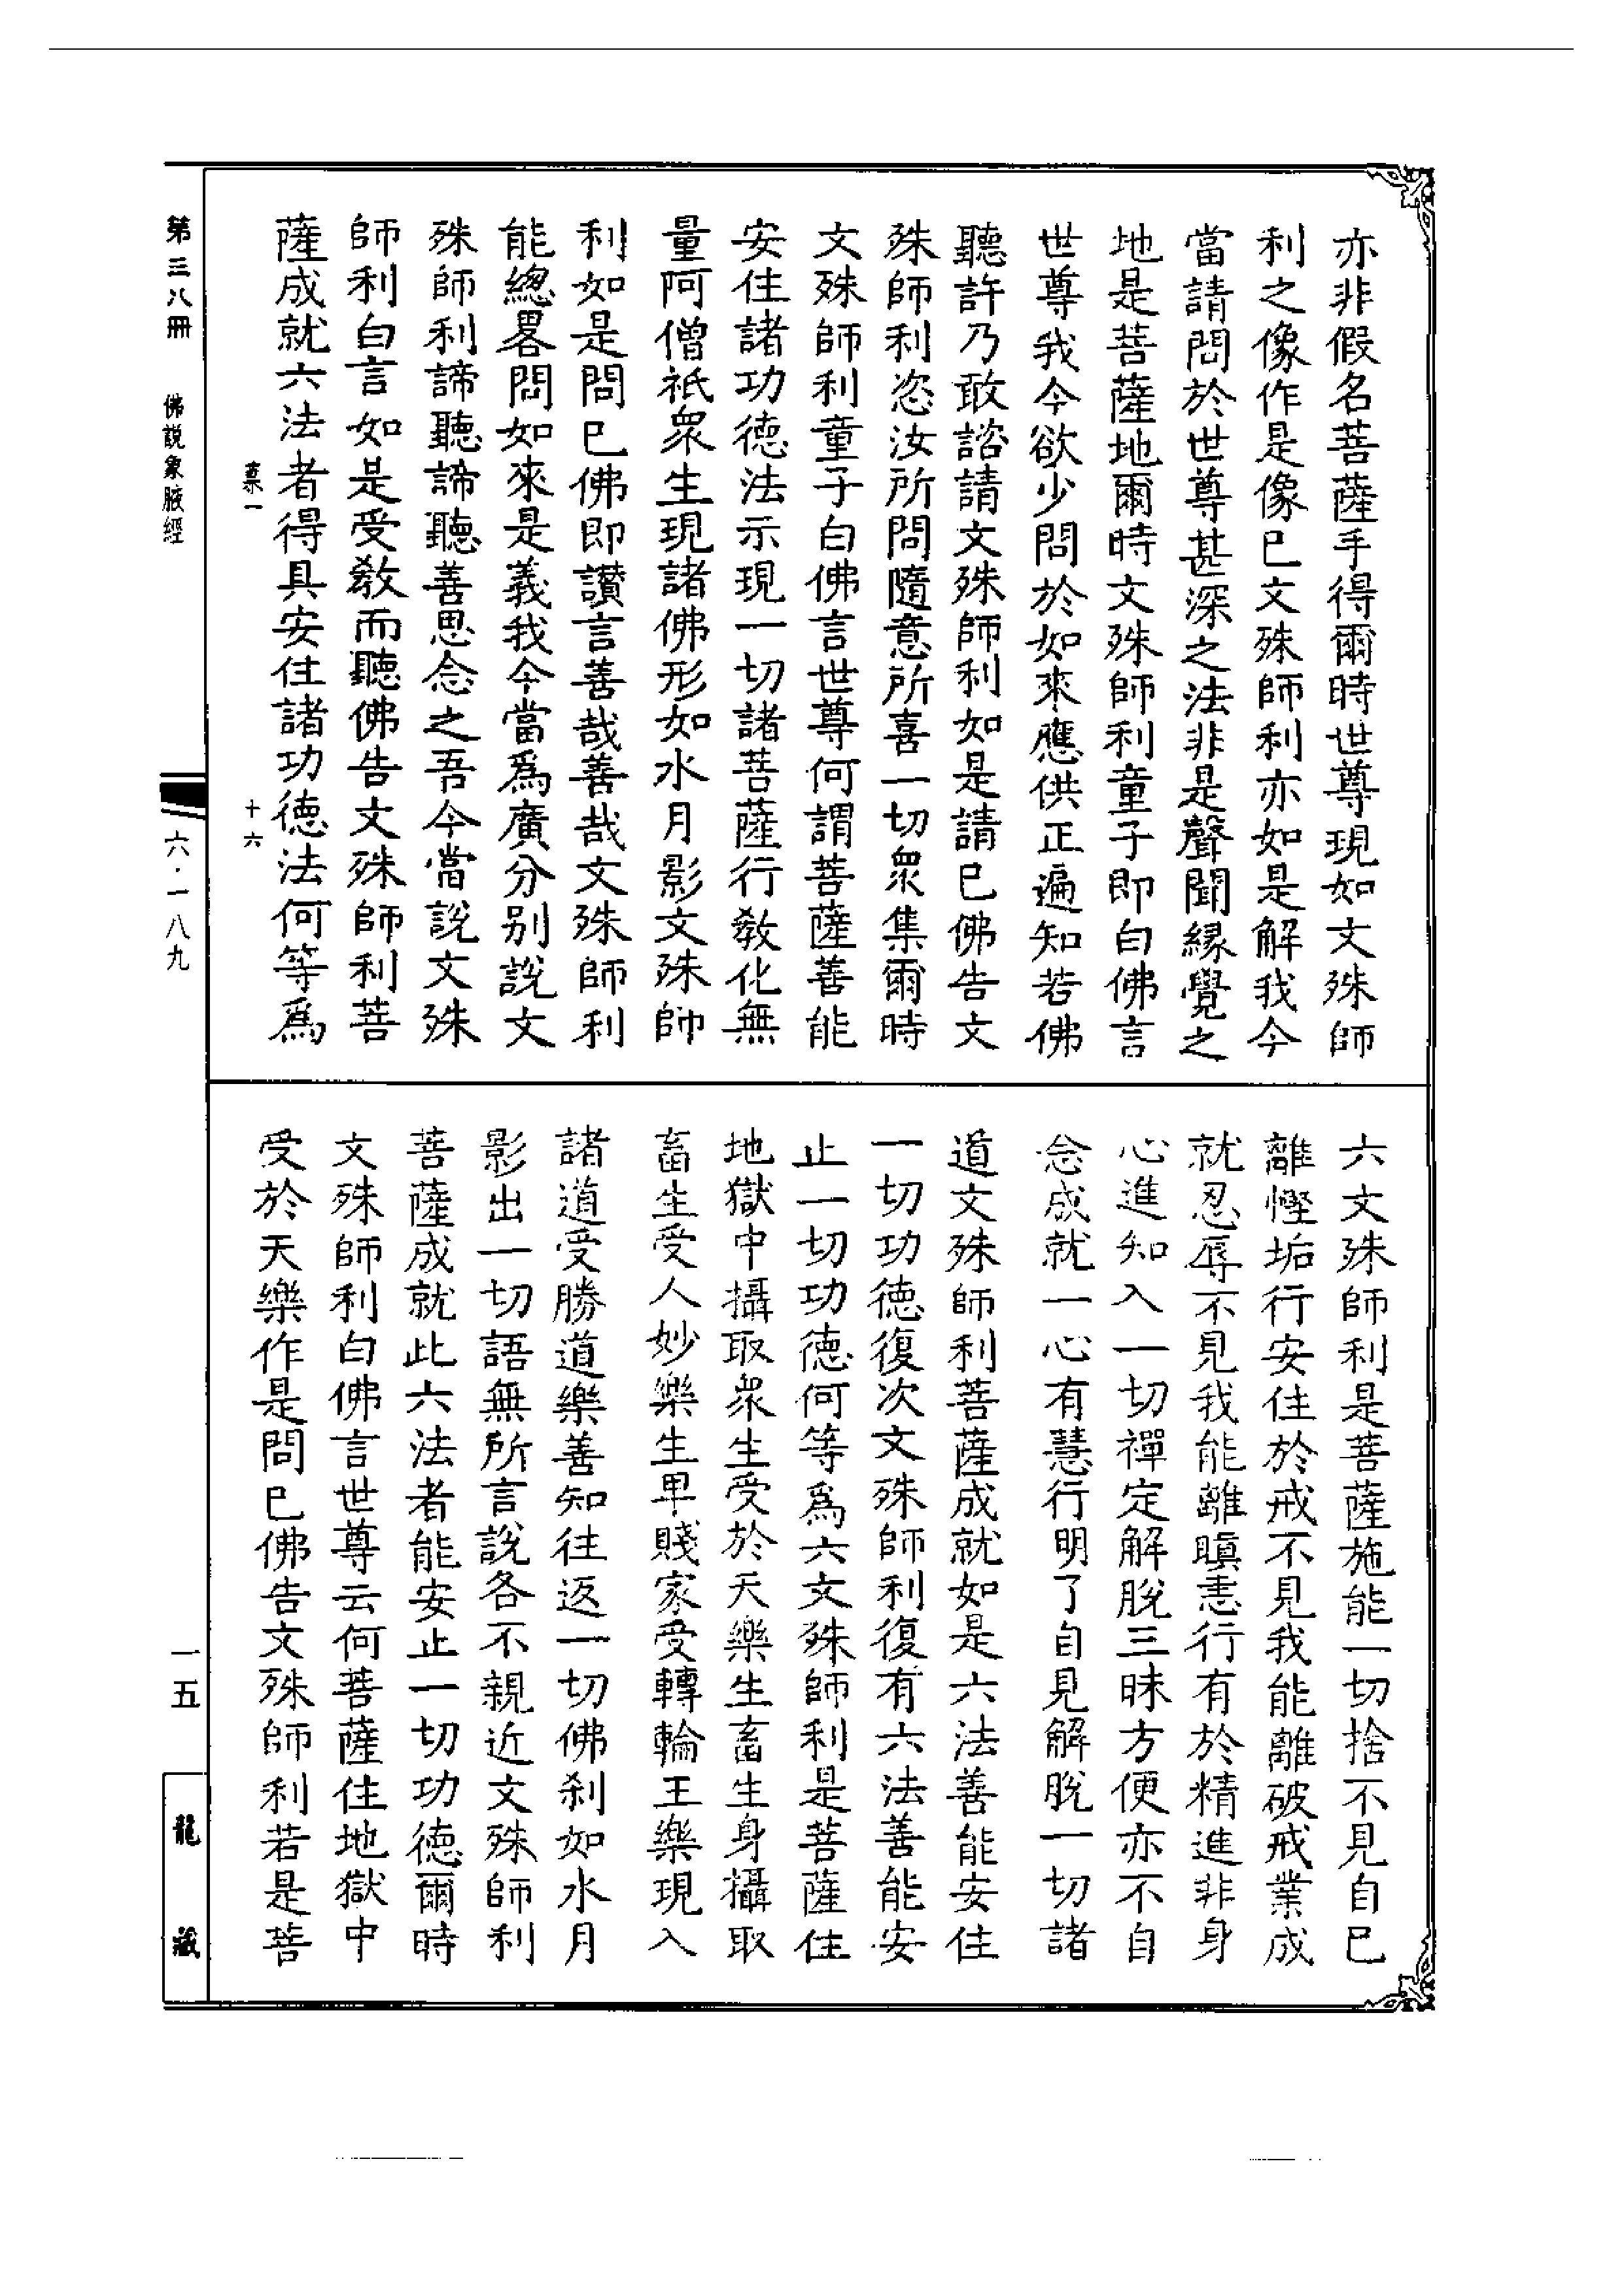 亦非假名菩薩手得爾時世尊現如文殊師
利之像作是像已文殊師利亦如是解我今
當請問於世尊甚深之法非是聲聞緣覺之
地是菩薩地爾時文殊師利童子即白佛言
世尊我今欲少問於如來應供正遍知若佛
聽許乃敢諮請文殊師利如是請已佛告文
殊師利恣汝所問隨意所喜一切衆集爾時
文殊師利童子白佛言世尊何謂菩薩善能
安住諸功德法示現一切諸菩薩行教化無
量阿僧祇衆生現諸佛形如水月影文殊師
利如是問已佛即讃言善哉善哉文殊師利
能總畧問如來是義我今當爲廣分别說文
殊師利諦聽諦聽善思念之吾今當說文殊
師利白言如是受教而聽佛告文殊師利菩
薩成就六法者得具安住諸功德法何等爲
六文殊師利是菩薩施能一切捨不見自已
離慳垢行安住於戒不見我能離破戒業成
就忍辱不見我能離瞋恚行有於精進非身
心進知入一切禪定解脫三昧方便亦不自
念成就一心有慧行明了自見解脫一切諸
道文殊師利菩薩成就如是六法善能安住
一切功德復次文殊師利復有六法善能安
止一切功德何等爲六文殊師利是菩薩住
地獄中攝取衆生受於天樂生畜生身攝取
畜生受人妙樂生卑賤家受轉輪王樂現入
諸道受勝道樂善知往返一切佛刹如水月
影出一切語無所言說各不親近文殊師利
菩薩成就此六法者能安止一切功德爾時
文殊師利白佛言世尊云何菩薩住地獄中
受於天樂作是問已佛告文殊師利若是菩
第三八冊 佛說象腋經
十六
六·一八九
一五
龍藏